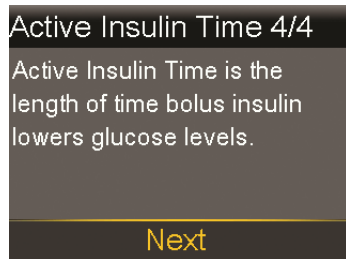 Active Insulin Time 4/4
Active Insulin Time is the
length of time bolus insulin
lowers glucose levels.
Next